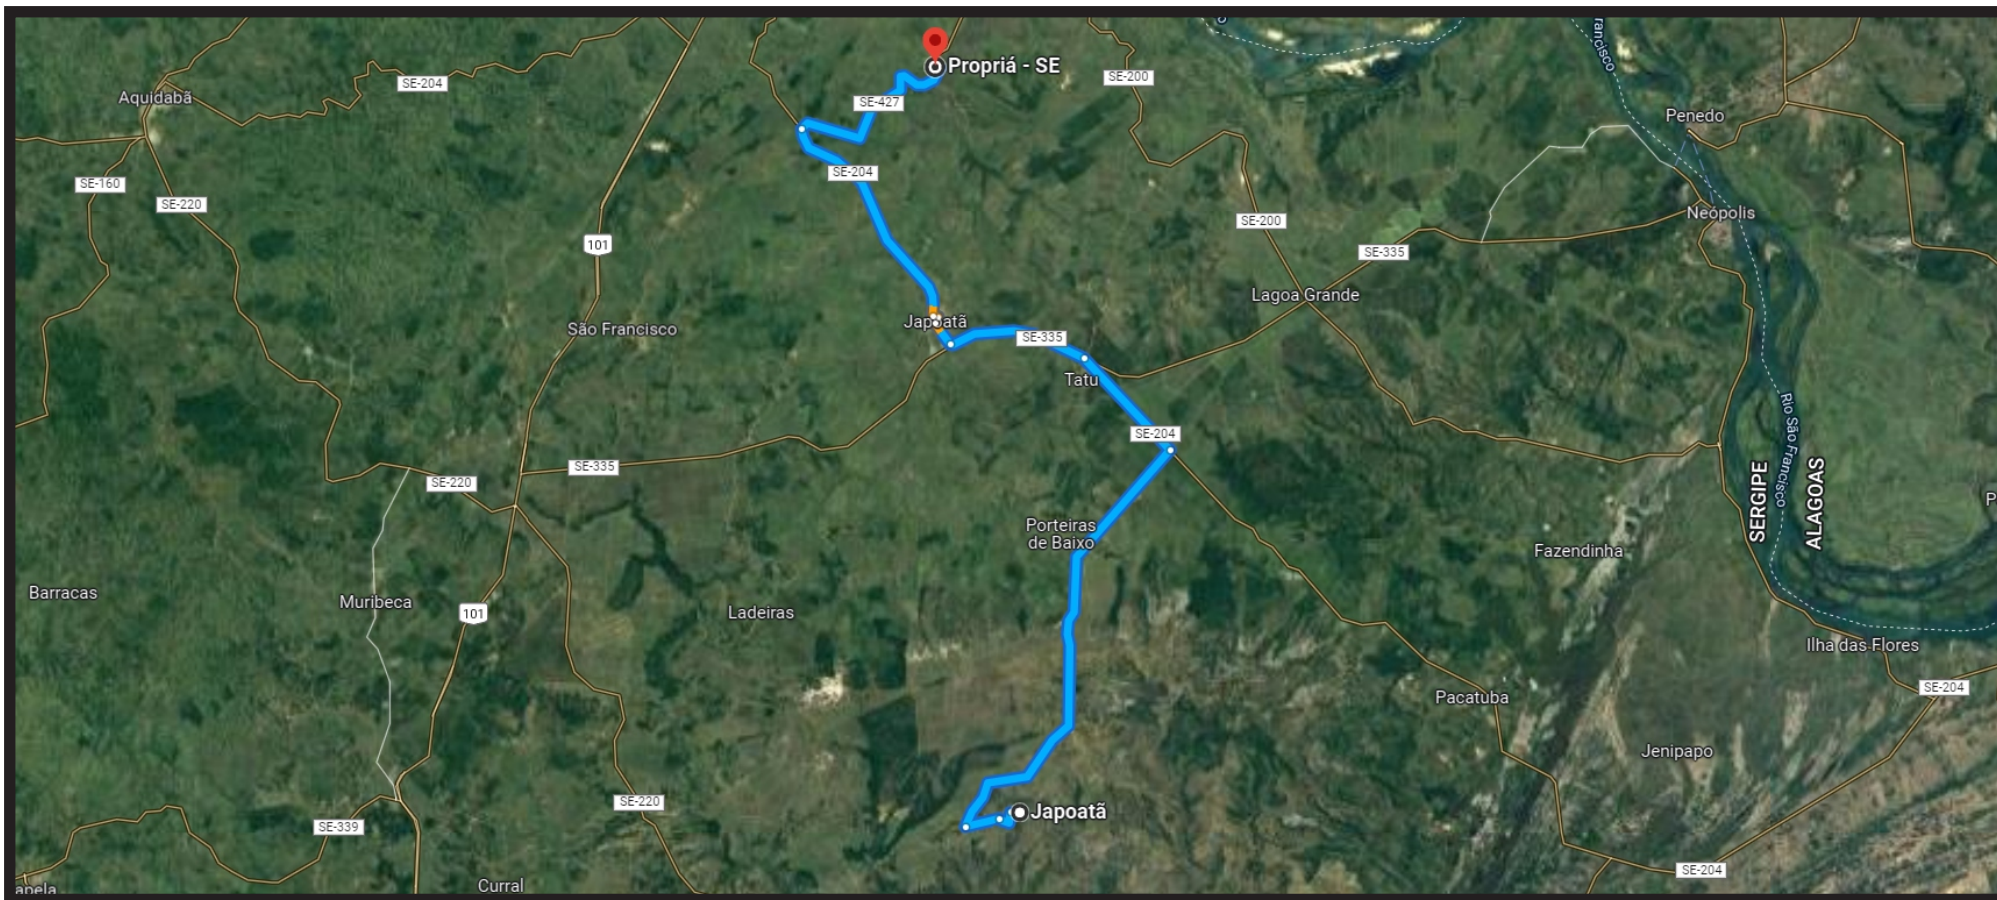 Propriá - SE
rancisco
SE-204
SE-200
Aquidabã
SE-427
Penedo
SE-204
SE-160
SE-220
Neópolis
SE-200
101
SE-335
Lagoa Grande
Japoatã
São Francisco
SE-335
Tatu
SE-204
SE-335
SE-220
Rio São Francisco
SERGIPE
ALAGOAS
Porteiras
de Baixo
Fazendinha
Barracas
Muribeca
101
Ladeiras
Ilha das Flores
SE-204
Pacatuba
Jenipapo
SE-220
Japoatã
SE-339
SE-204
Curral
apela